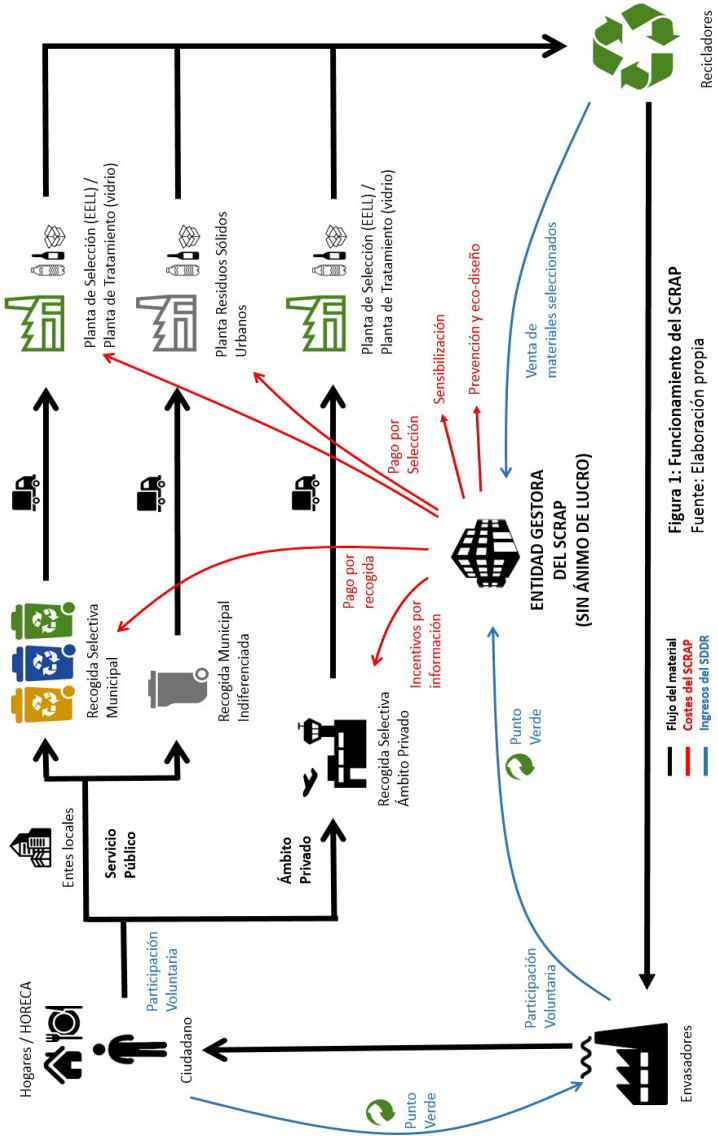 Hogares / HORECA
Ciudadano
Participación
Voluntaria
Entes locales
Servicio
Público
Ámbito
Privado
Recogida Selectiva
Municipal
Recogida Municipal
Indiferenciada
Recogida Selectiva
Ámbito Privado
Planta de Selección (EELL) /
Planta de Tratamiento (vidrio)
Planta Residuos Sólidos
Urbanos
Planta de Selección (EELL) /
Planta de Tratamiento (vidrio)
Pago por
recogida
Incentivos por
información
Pago por
Selección
Sensibilización
Prevención y eco-diseño
ENTIDAD GESTORA
DEL SCRAP
(SIN ÁNIMO DE LUCRO)
Venta de
materiales seleccionados
Recicladores
Punto
Verde
Participación
Voluntaria
Punto
Verde
Envasadores
Flujo del material
Costes del SCRAP
Ingresos del SDDR
Figura 1: Funcionamiento del SCRAP
Fuente: Elaboración propia